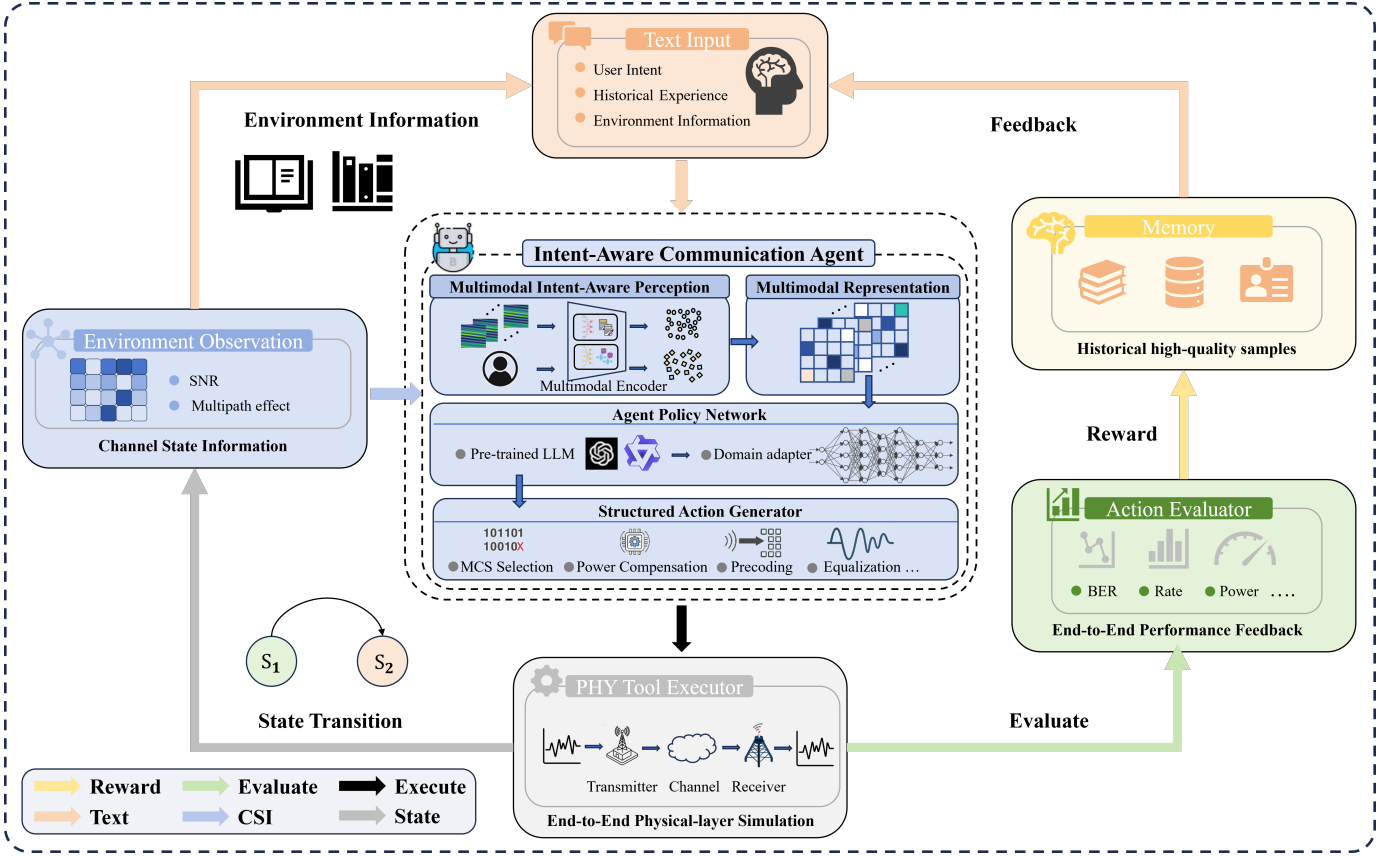 Text Input
User Intent
Historical Experience
Environment Information
Environment Information
Feedback
Memory
Historical high-quality samples
Intent-Aware Communication Agent
Multimodal Intent-Aware Perception
Multimodal Encoder
Multimodal Representation
Environment Observation
SNR
Multipath effect
Channel State Information
Agent Policy Network
Pre-trained LLM
Domain adapter
Structured Action Generator
101101
10010X
MCS Selection
Power Compensation
Precoding
Equalization …
Reward
Action Evaluator
BER
Rate
Power ….
End-to-End Performance Feedback
S1
S2
State Transition
PHY Tool Executor
Transmitter
Channel
Receiver
End-to-End Physical-layer Simulation
Evaluate
Reward
Evaluate
Execute
Text
CSI
State